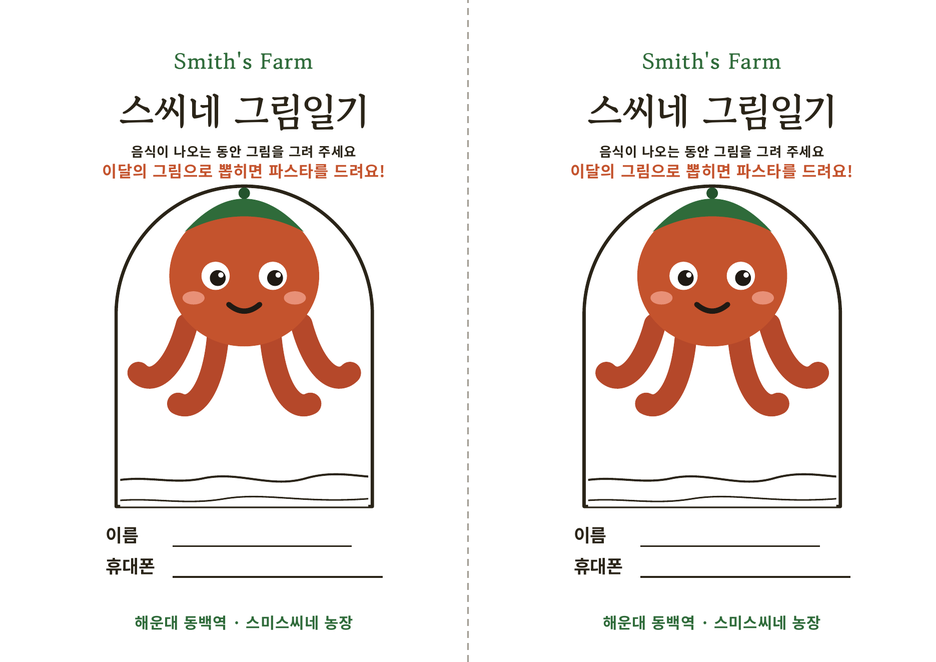 Smith's Farm
스씨네 그림일기
음식이 나오는 동안 그림을 그려 주세요
이달의 그림으로 뽑히면 파스타를 드려요!
이름
휴대폰
해운대 동백역 · 스미스씨네 농장
Smith's Farm
스씨네 그림일기
음식이 나오는 동안 그림을 그려 주세요
이달의 그림으로 뽑히면 파스타를 드려요!
이름
휴대폰
해운대 동백역 · 스미스씨네 농장